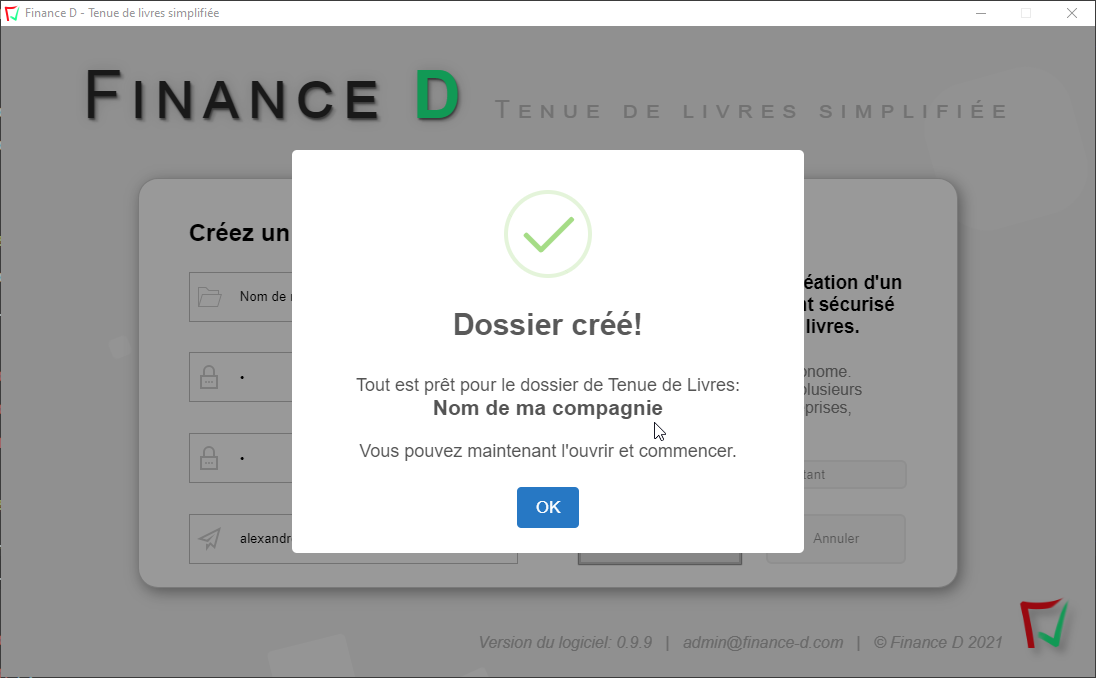 Finance D - Tenue de livres simplifiée
FINANCE D TENUE DE LIVRES SIMPLIFIÉE
Dossier créé!
Tout est prêt pour le dossier de Tenue de Livres:
Nom de ma compagnie
Vous pouvez maintenant l'ouvrir et commencer.
OK
Créez un
Nom de
alexandr
éation d'un
sécurisé
livres.
onome.
plusieurs
prises,
tant
Annuler
Version du logiciel: 0.9.9 | admin@finance-d.com | © Finance D 2021